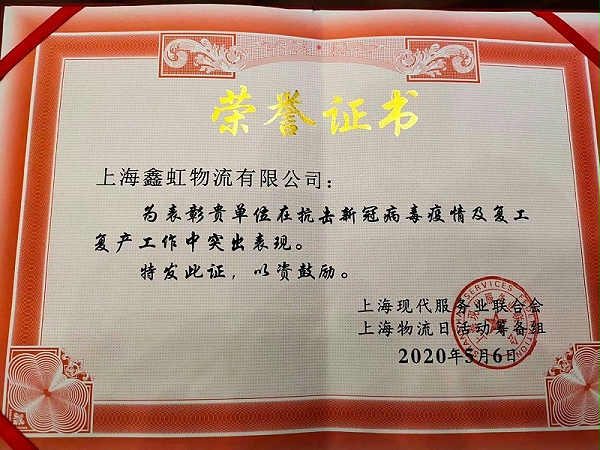 荣誉证书
上海鑫虹物流有限公司：
为表彰贵单位在抗击新冠病毒疫情及复工
复产工作中突出表现。
特发此证，以资鼓励。
上海现代服务业联合会
上海物流日活动筹备组
2020年5月6日